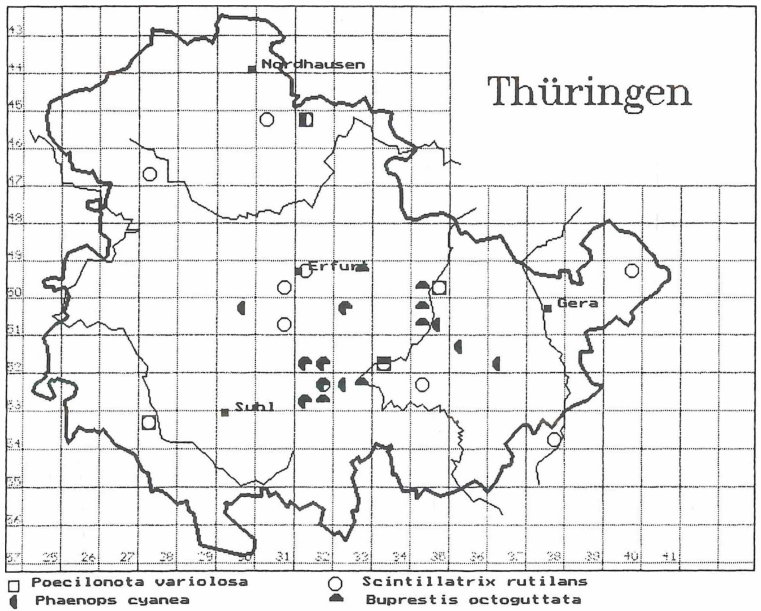 43
44
Nordhausen
Thüringen
45
46
47
48
49
Erfurt
50
Gera
51
52
Suhl
53
54
55
56
57 25 26 27 28 29 30 31 32 33 34 35 36 37 38 39 40 41
Poecilonota variolosa Scintillatrix rutilans
Phaenops cyanea Buprestis octoguttata